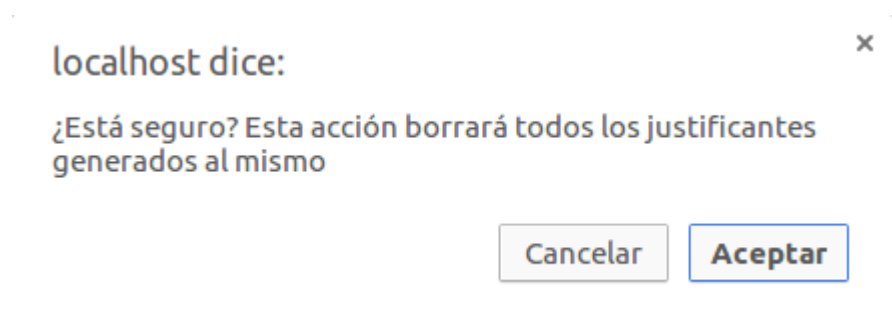 localhost dice:
¿Está seguro? Esta acción borrará todos los justificantes
generados al mismo
Cancelar
Aceptar